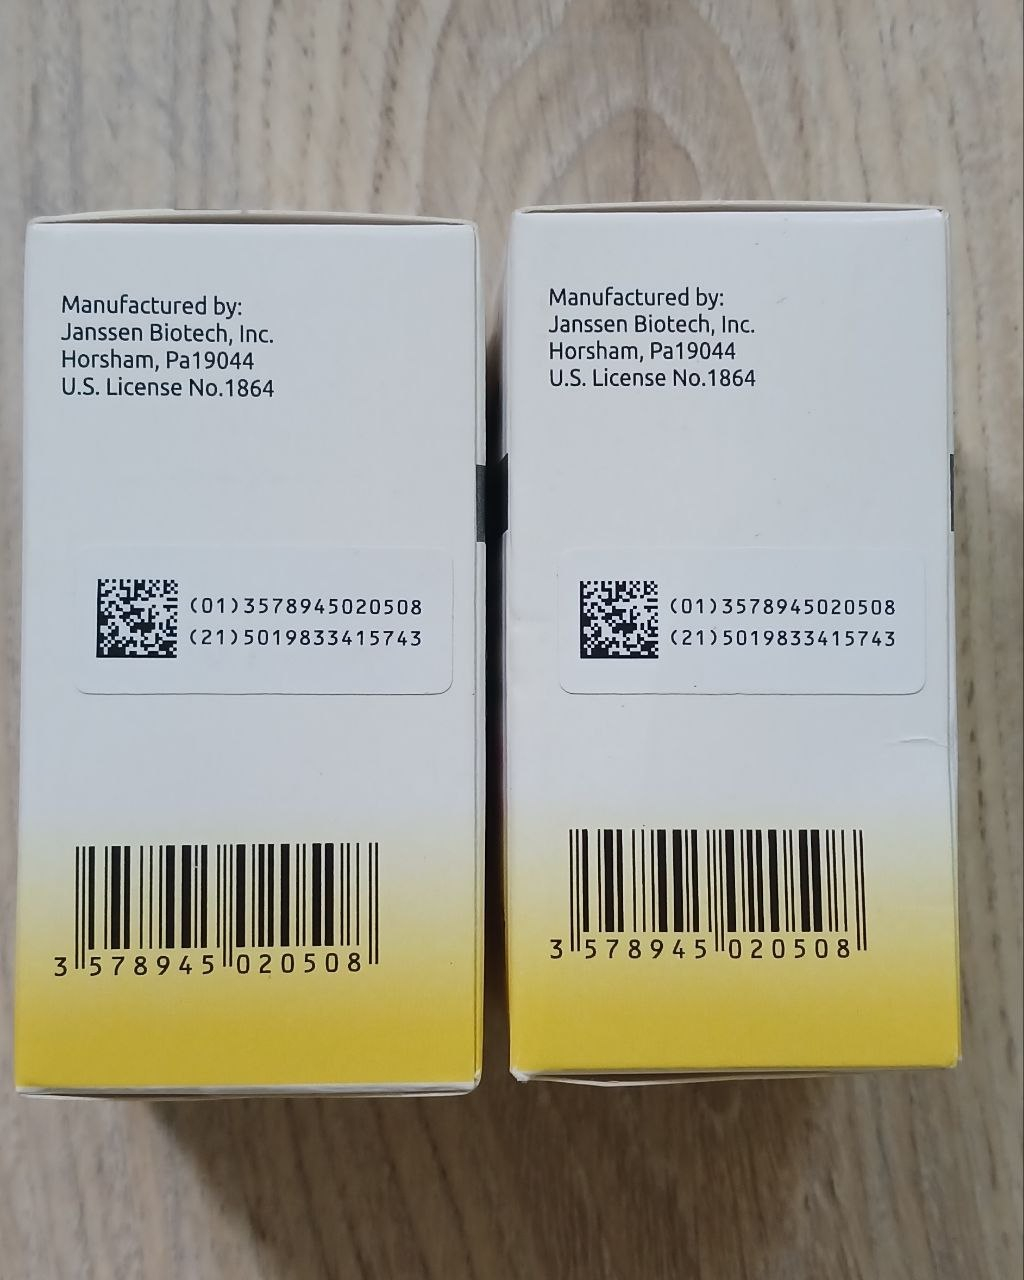 Manufactured by:
Janssen Biotech, Inc.
Horsham, Pa19044
U.S. License No.1864
(01)3578945020508
(21)5019833415743
3 578945 020508
Manufactured by:
Janssen Biotech, Inc.
Horsham, Pa19044
U.S. License No.1864
(01)3578945020508
(21)5019833415743
3 578945 020508